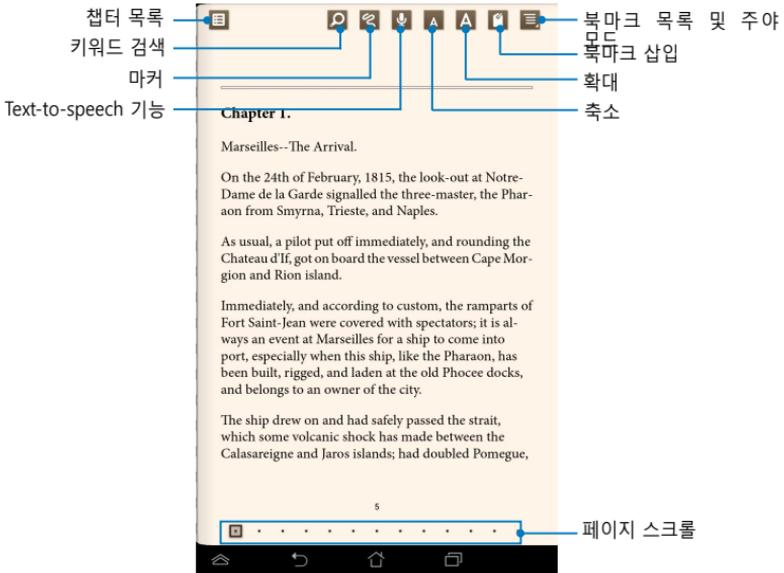 챕터 목록
키워드 검색
마커
Text-to-speech 기능
북마크 목록 및 주야
모드
북마크 삽입
확대
축소
Chapter 1.
Marseilles--The Arrival.
On the 24th of February, 1815, the look-out at Notre-
Dame de la Garde signalled the three-master, the Phar-
aon from Smyrna, Trieste, and Naples.
As usual, a pilot put off immediately, and rounding the
Chateau d'If, got on board the vessel between Cape Mor-
gion and Rion island.
Immediately, and according to custom, the ramparts of
Fort Saint-Jean were covered with spectators; it is al-
ways an event at Marseilles for a ship to come into
port, especially when this ship, like the Pharaon, has
been built, rigged, and laden at the old Phocee docks,
and belongs to an owner of the city.
The ship drew on and had safely passed the strait,
which some volcanic shock has made between the
Calasareigne and Jaros islands; had doubled Pomegue,
5
페이지 스크롤